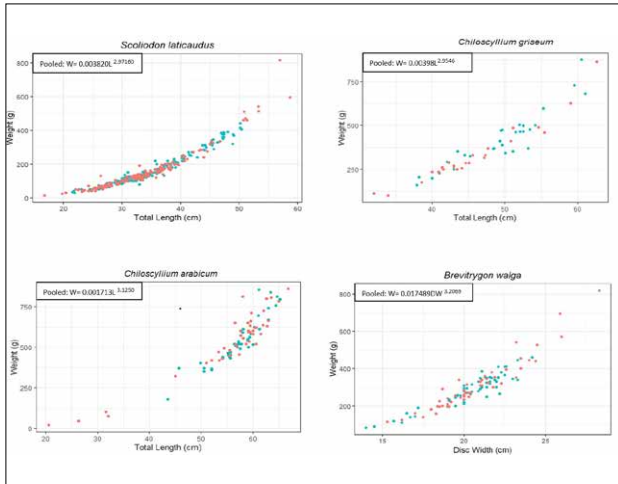 Scoliodon laticaudus
Pooled: W= 0.003820L^2.97160
800
600
400
200
0
Weight (g)
20
30
40
50
60
Total Length (cm)
Chiloscyllium griseum
Pooled: W= 0.00398L^2.9546
750
500
250
Weight (g)
40
50
60
Total Length (cm)
Chiloscyllium arabicum
Pooled: W= 0.001713L^3.1250
750
500
250
0
Weight (g)
20
30
40
50
60
Total Length (cm)
Brevitrygon walga
Pooled: W= 0.017489DW^3.2069
800
600
400
200
Weight (g)
15
20
25
Disc Width (cm)